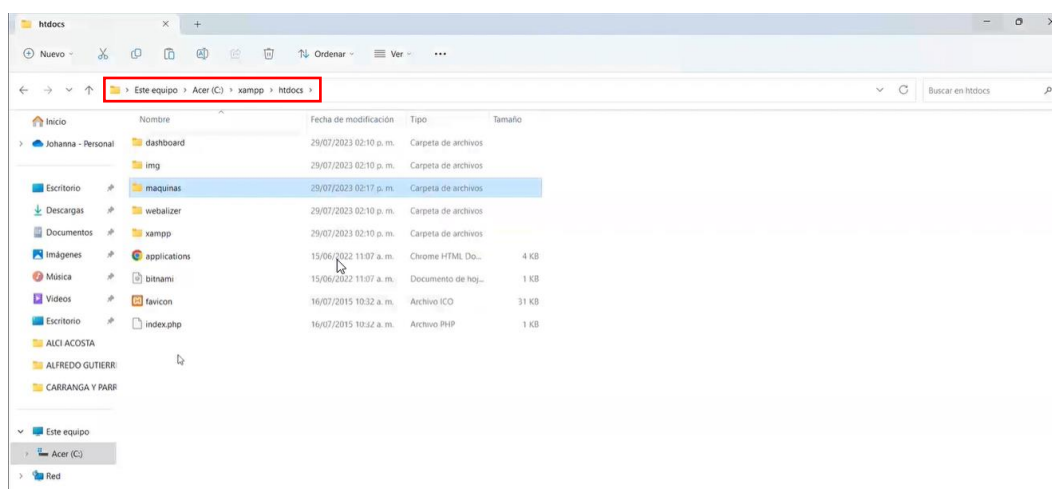 htdocs
Nuevo
Ordenar
Ver
Este equipo > Acer (C:) > xampp > htdocs >
Buscar en htdocs
Inicio
Johanna - Personal
Escritorio
Descargas
Documentos
Imágenes
Música
Videos
Escritorio
ALCI ACOSTA
ALFREDO GUTIERR
CARRANGA Y PARR
Este equipo
Acer (C:)
Red
Nombre Fecha de modificación Tipo Tamaño
dashboard 29/07/2023 02:10 p. m. Carpeta de archivos
img 29/07/2023 02:10 p. m. Carpeta de archivos
maquinas 29/07/2023 02:17 p. m. Carpeta de archivos
webalizer 29/07/2023 02:10 p. m. Carpeta de archivos
xampp 29/07/2023 02:10 p. m. Carpeta de archivos
applications 15/06/2022 11:07 a. m. Chrome HTML Do... 4 KB
bitnami 15/06/2022 11:07 a. m. Documento de hoj... 1 KB
favicon 16/07/2015 10:32 a. m. Archivo ICO 31 KB
index.php 16/07/2015 10:32 a. m. Archivo PHP 1 KB